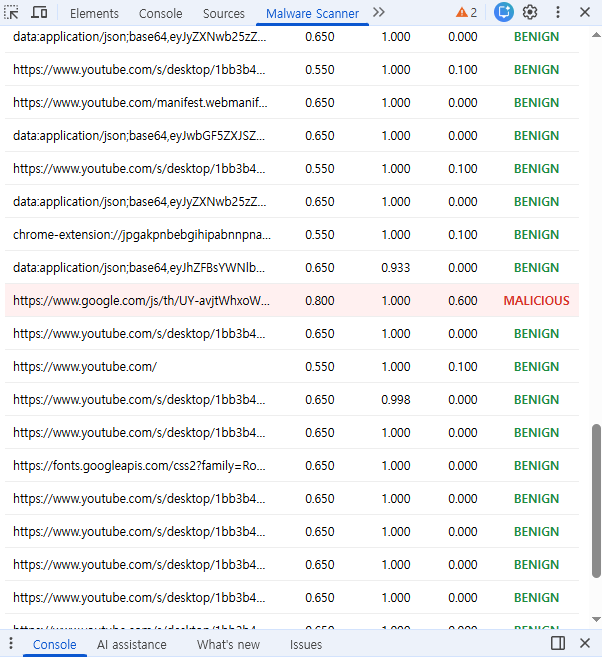 Elements Console Sources Malware Scanner 2
data:application/json;base64,eyJyZXNwb25zZ... 0.650 1.000 0.000 BENIGN
https://www.youtube.com/s/desktop/1bb3b4... 0.550 1.000 0.100 BENIGN
https://www.youtube.com/manifest.webmanif... 0.650 1.000 0.000 BENIGN
data:application/json;base64,eyJwbGF5ZXJSZ... 0.650 1.000 0.000 BENIGN
https://www.youtube.com/s/desktop/1bb3b4... 0.550 1.000 0.100 BENIGN
data:application/json;base64,eyJyZXNwb25zZ... 0.650 1.000 0.000 BENIGN
chrome-extension://jpgakpnbebgihipabnnpna... 0.550 1.000 0.100 BENIGN
data:application/json;base64,eyJhZFBsYWNlb... 0.650 0.933 0.000 BENIGN
https://www.google.com/js/th/UY-avjtWhxoW... 0.800 1.000 0.600 MALICIOUS
https://www.youtube.com/s/desktop/1bb3b4... 0.650 1.000 0.000 BENIGN
https://www.youtube.com/ 0.550 1.000 0.100 BENIGN
https://www.youtube.com/s/desktop/1bb3b4... 0.650 0.998 0.000 BENIGN
https://www.youtube.com/s/desktop/1bb3b4... 0.650 1.000 0.000 BENIGN
https://fonts.googleapis.com/css2?family=Ro... 0.650 1.000 0.000 BENIGN
https://www.youtube.com/s/desktop/1bb3b4... 0.650 1.000 0.000 BENIGN
https://www.youtube.com/s/desktop/1bb3b4... 0.650 1.000 0.000 BENIGN
https://www.youtube.com/s/desktop/1bb3b4... 0.650 1.000 0.000 BENIGN
https://www.youtube.com/s/desktop/1bb3b4... 0.650 1.000 0.000 BENIGN
Console AI assistance What's new Issues